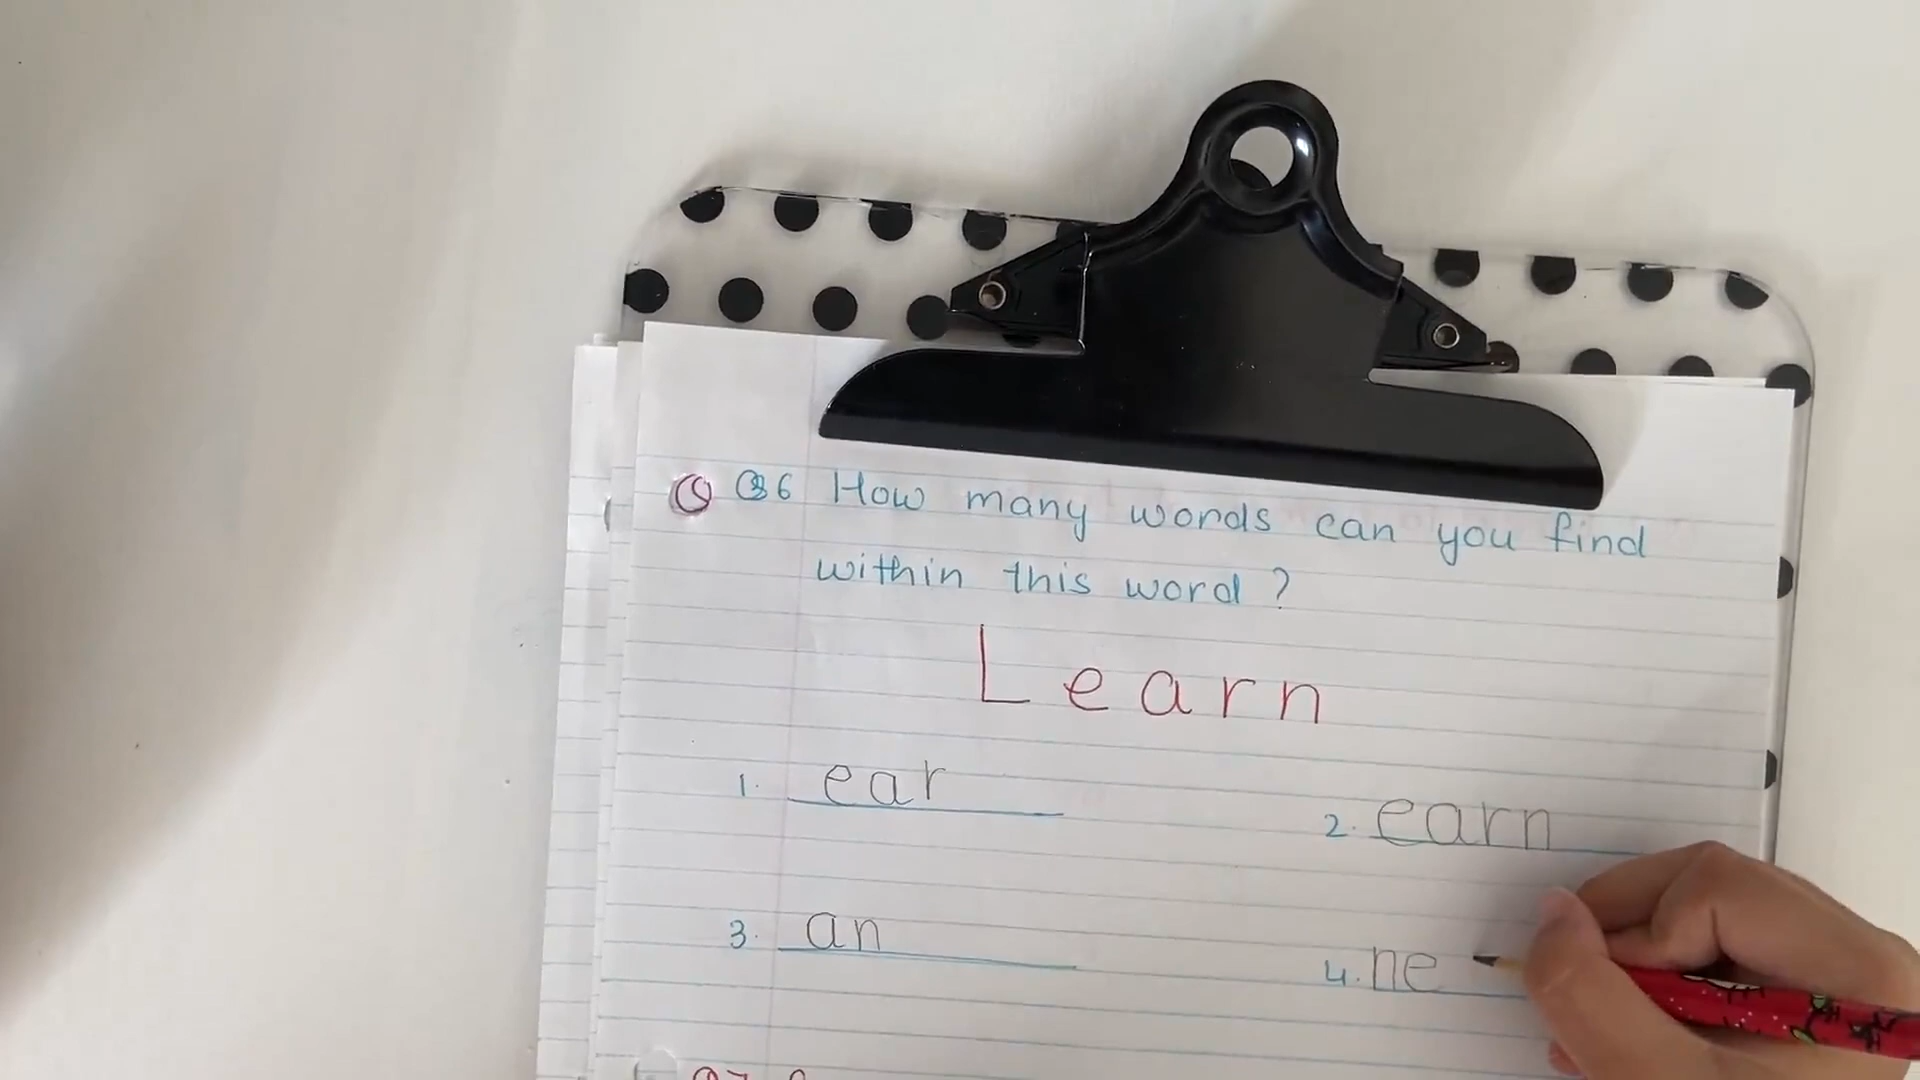 Q6 How many words can you find
within this word ?
Learn
1. ear
2. earn
3. an
4. ne